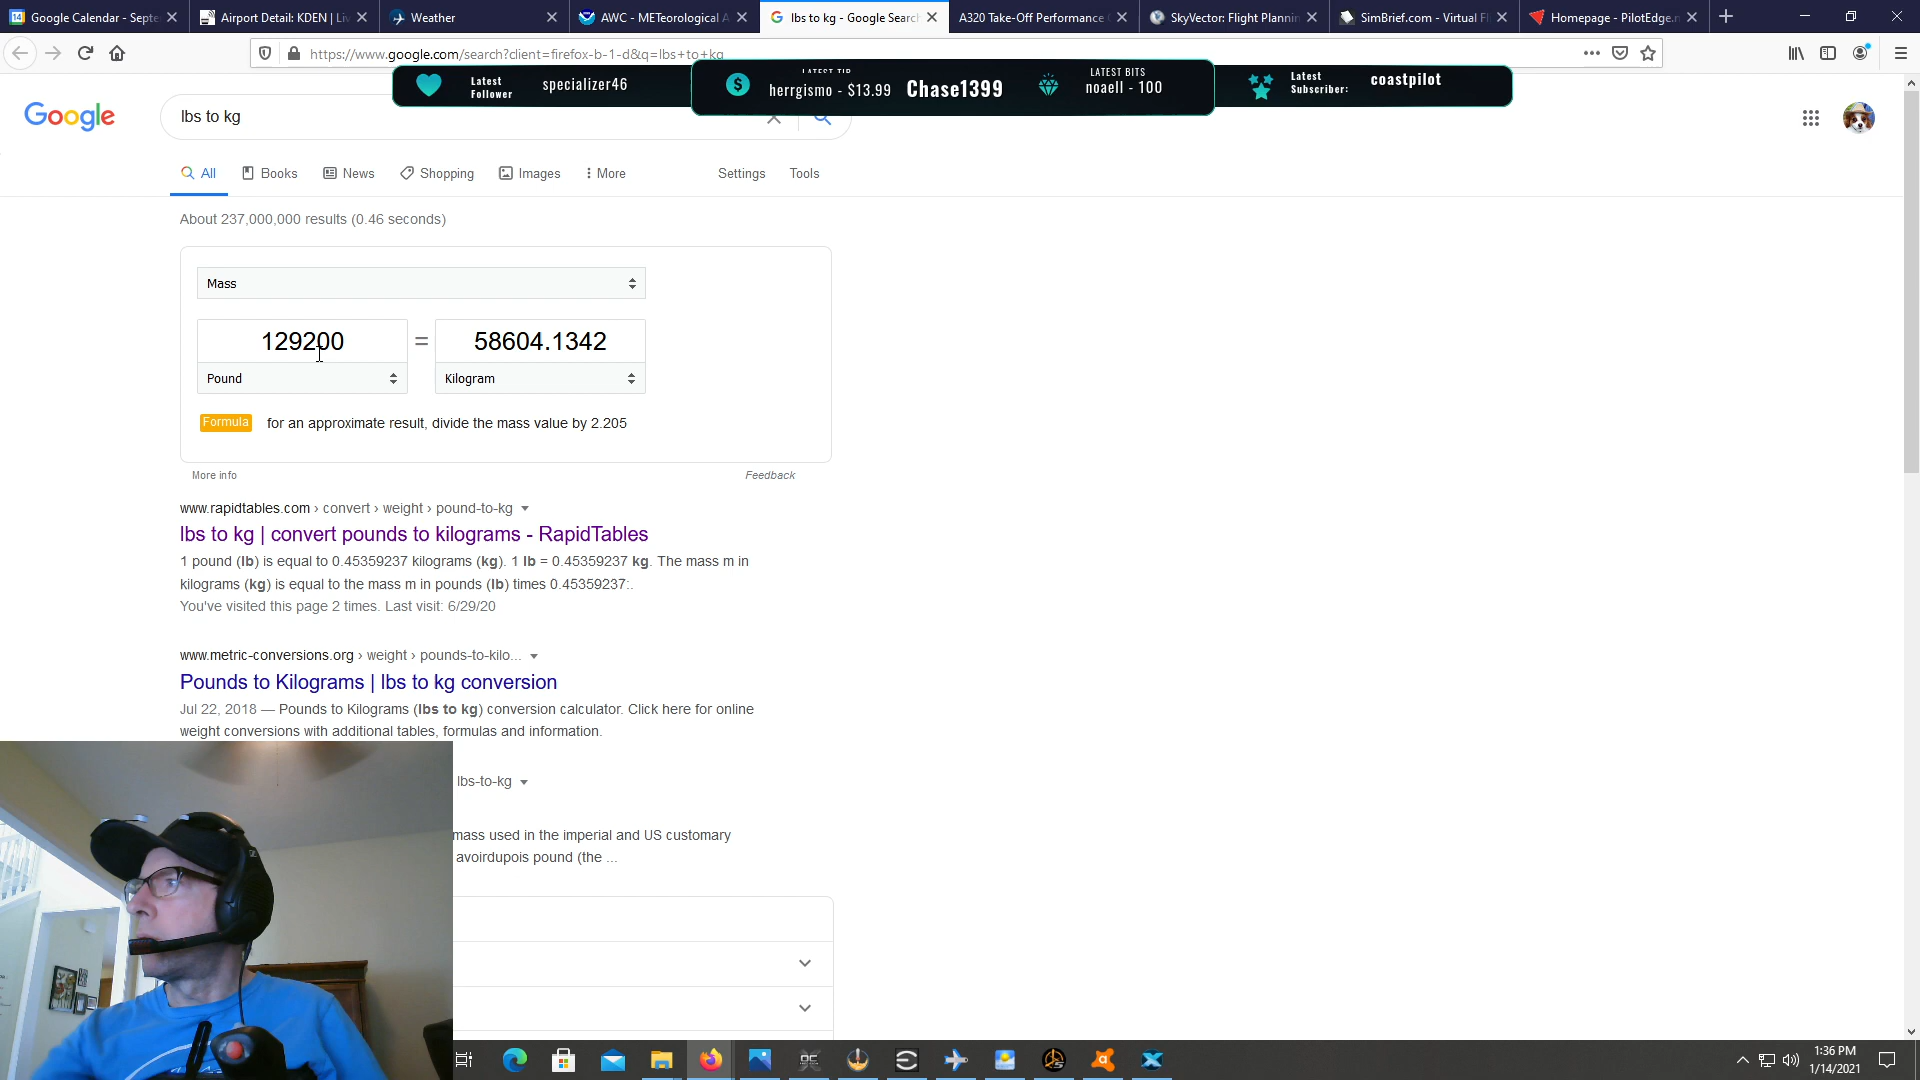 Google Calendar - Septe
Airport Detail: KDEN | Liv
Weather
AWC - METeorological A
lbs to kg - Google Search
A320 Take-Off Performance
SkyVector: Flight Plannin
SimBrief.com - Virtual Fl
Homepage - PilotEdge.n
https://www.google.com/search?client=firefox-b-1-d&q=lbs+to+kg
Latest Follower
specializer46
LATEST TIP
herrgismo - $13.99
Chase1399
LATEST BITS
noaell - 100
Latest Subscriber:
coastpilot
Google
lbs to kg
All
Books
News
Shopping
Images
More
Settings
Tools
About 237,000,000 results (0.46 seconds)
Mass
129200 = 58604.1342
Pound
Kilogram
Formula for an approximate result, divide the mass value by 2.205
More info
Feedback
www.rapidtables.com › convert › weight › pound-to-kg
lbs to kg | convert pounds to kilograms - RapidTables
1 pound (lb) is equal to 0.45359237 kilograms (kg). 1 lb = 0.45359237 kg. The mass m in
kilograms (kg) is equal to the mass m in pounds (lb) times 0.45359237:.
You've visited this page 2 times. Last visit: 6/29/20
www.metric-conversions.org › weight › pounds-to-kilo...
Pounds to Kilograms | lbs to kg conversion
Jul 22, 2018 — Pounds to Kilograms (lbs to kg) conversion calculator. Click here for online
weight conversions with additional tables, formulas and information.
lbs-to-kg
mass used in the imperial and US customary
avoirdupois pound (the ...
1:36 PM
1/14/2021